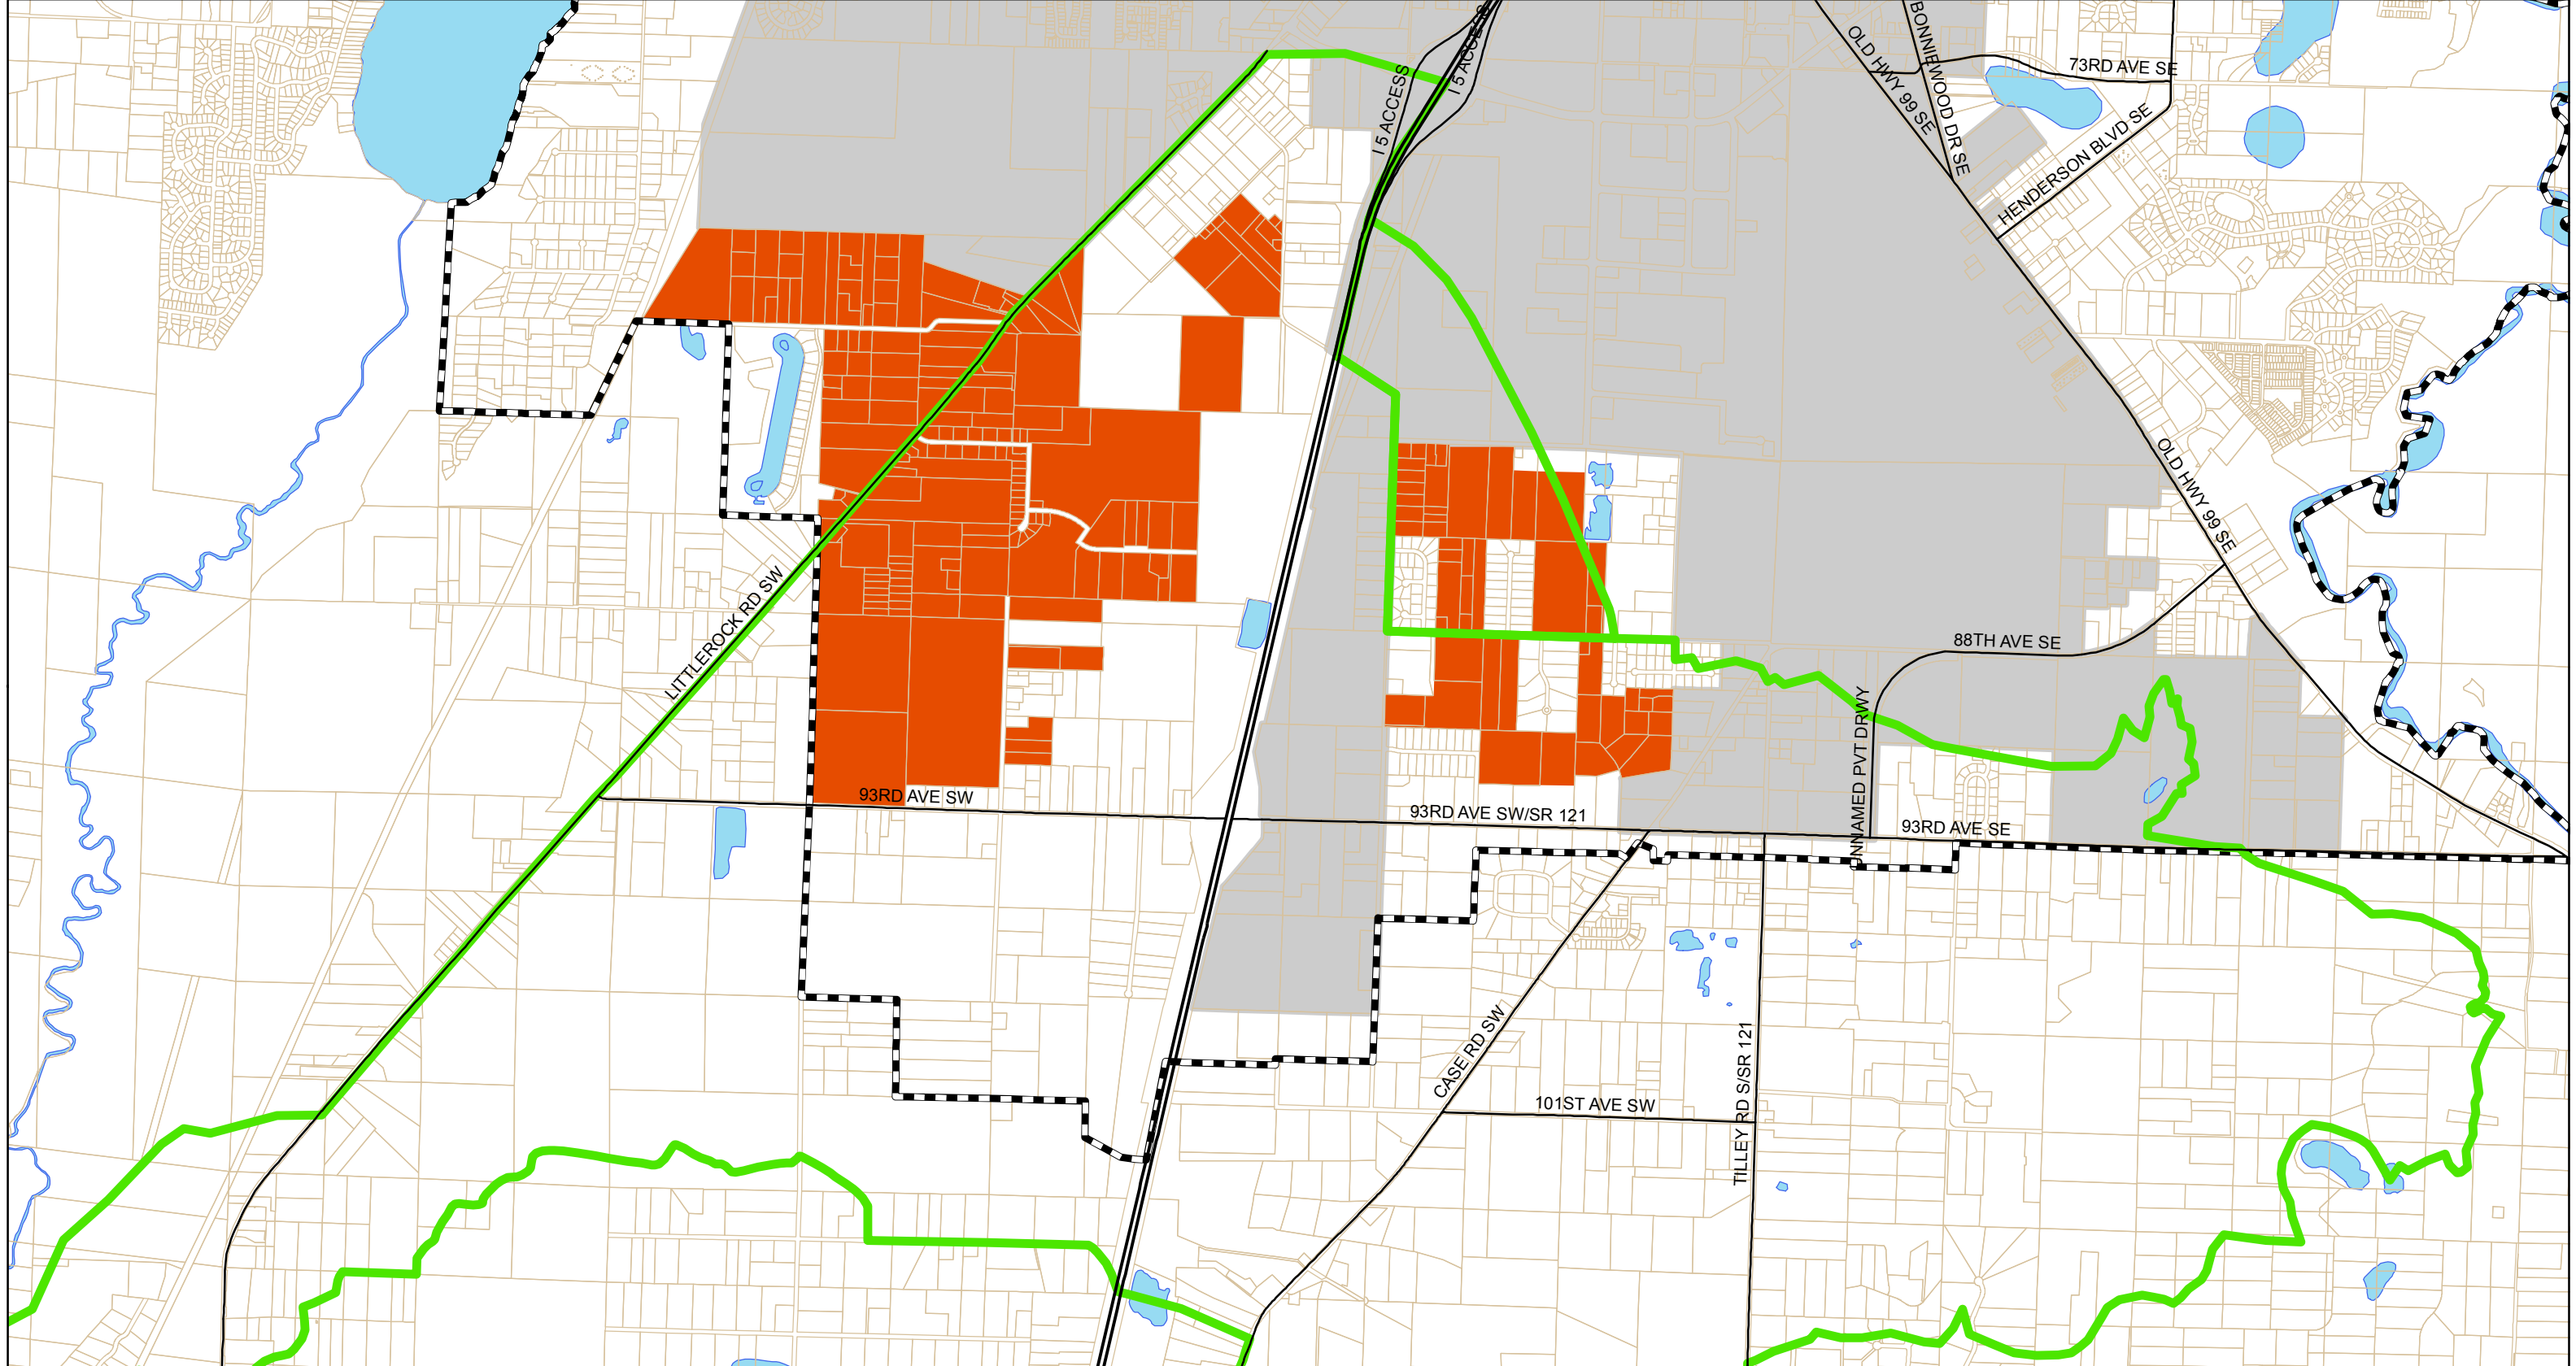 I 5 ACCESS
I 5 ACCESS
OLD HWY 99 SE
BONNIEWOOD DR SE
73RD AVE SE
HENDERSON BLVD SE
OLD HWY 99 SE
LITTLEROCK RD SW
88TH AVE SE
UNNAMED PVT DRWY
93RD AVE SW
93RD AVE SW/SR 121
93RD AVE SE
CASE RD SW
TILLEY RD S/SR 121
101ST AVE SW